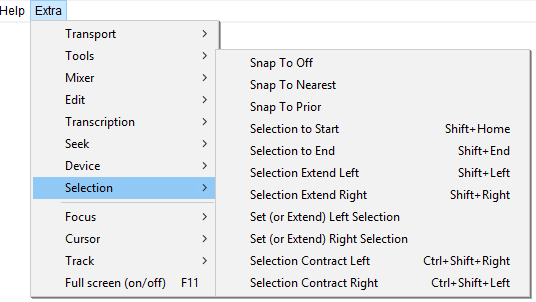 Help Extra
Transport
Tools
Mixer
Edit
Transcription
Seek
Device
Selection
Focus
Cursor
Track
Full screen (on/off) F11
Snap To Off
Snap To Nearest
Snap To Prior
Selection to Start Shift+Home
Selection to End Shift+End
Selection Extend Left Shift+Left
Selection Extend Right Shift+Right
Set (or Extend) Left Selection
Set (or Extend) Right Selection
Selection Contract Left Ctrl+Shift+Right
Selection Contract Right Ctrl+Shift+Left